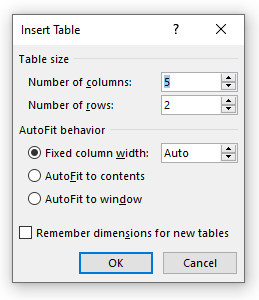 Insert Table ?
Table size
Number of columns: 5
Number of rows: 2
AutoFit behavior
Fixed column width: Auto
AutoFit to contents
AutoFit to window
Remember dimensions for new tables
OK Cancel